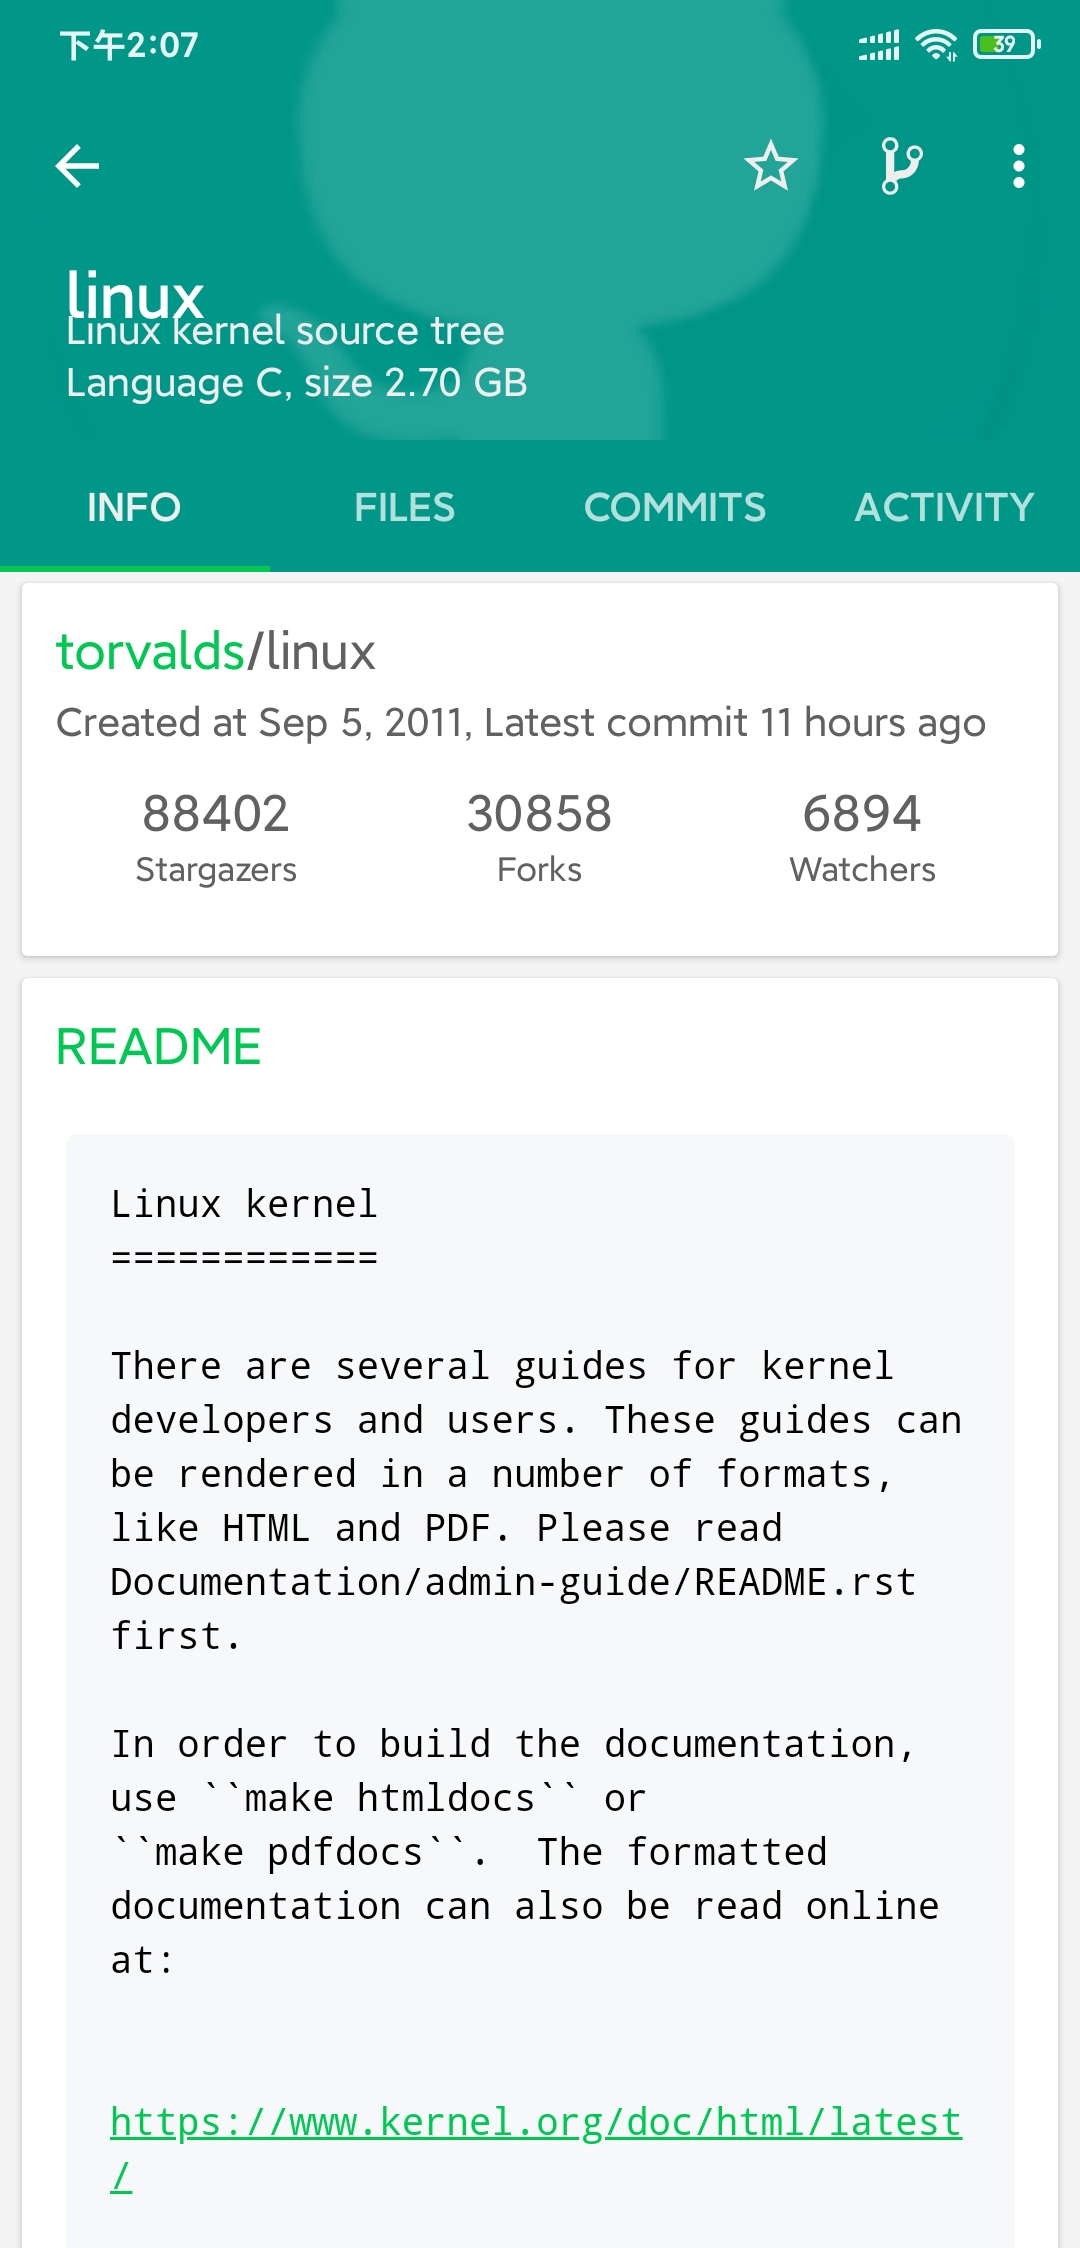 下午2:07
39
linux
Linux kernel source tree
Language C, size 2.70 GB
INFO FILES COMMITS ACTIVITY
torvalds/linux
Created at Sep 5, 2011, Latest commit 11 hours ago
88402 30858 6894
Stargazers Forks Watchers
README
Linux kernel
============
There are several guides for kernel
developers and users. These guides can
be rendered in a number of formats,
like HTML and PDF. Please read
Documentation/admin-guide/README.rst
first.
In order to build the documentation,
use ``make htmldocs`` or
``make pdfdocs``.  The formatted
documentation can also be read online
at:
https://www.kernel.org/doc/html/latest
/